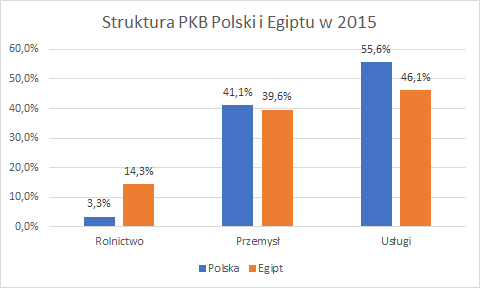 Struktura PKB Polski i Egiptu w 2015
60,0%
50,0%
40,0%
30,0%
20,0%
10,0%
0,0%
3,3%
14,3%
41,1%
39,6%
55,6%
46,1%
Rolnictwo
Przemysł
Usługi
Polska
Egipt